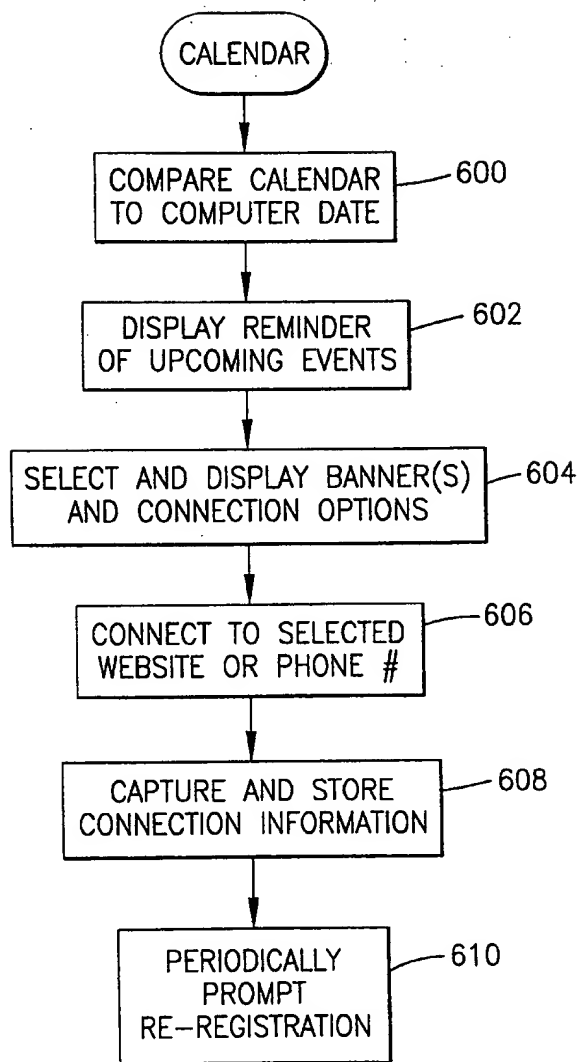 CALENDAR
COMPARE CALENDAR
TO COMPUTER DATE
600
DISPLAY REMINDER
OF UPCOMING EVENTS
602
SELECT AND DISPLAY BANNER(S)
AND CONNECTION OPTIONS
604
CONNECT TO SELECTED
WEBSITE OR PHONE #
606
CAPTURE AND STORE
CONNECTION INFORMATION
608
PERIODICALLY
PROMPT
RE-REGISTRATION
610